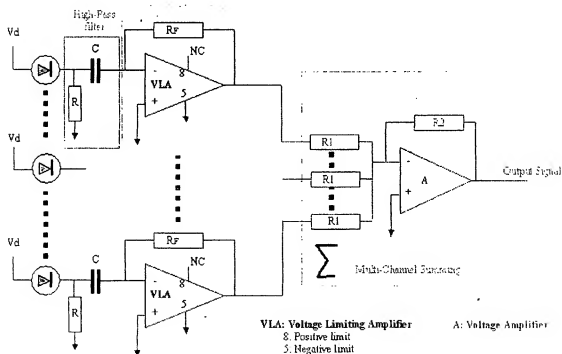 High-Pass
filter
Vd
C
R
RF
NC
8
VLA
5
-
+
Vd
R1
R1
R1
R2
-
A
+
Output Signal
Vd
C
R
RF
NC
8
VLA
5
-
+
Σ
Multi-Channel Summing
VLA: Voltage Limiting Amplifier
8. Positive limit
5. Negative limit
A: Voltage Amplifier